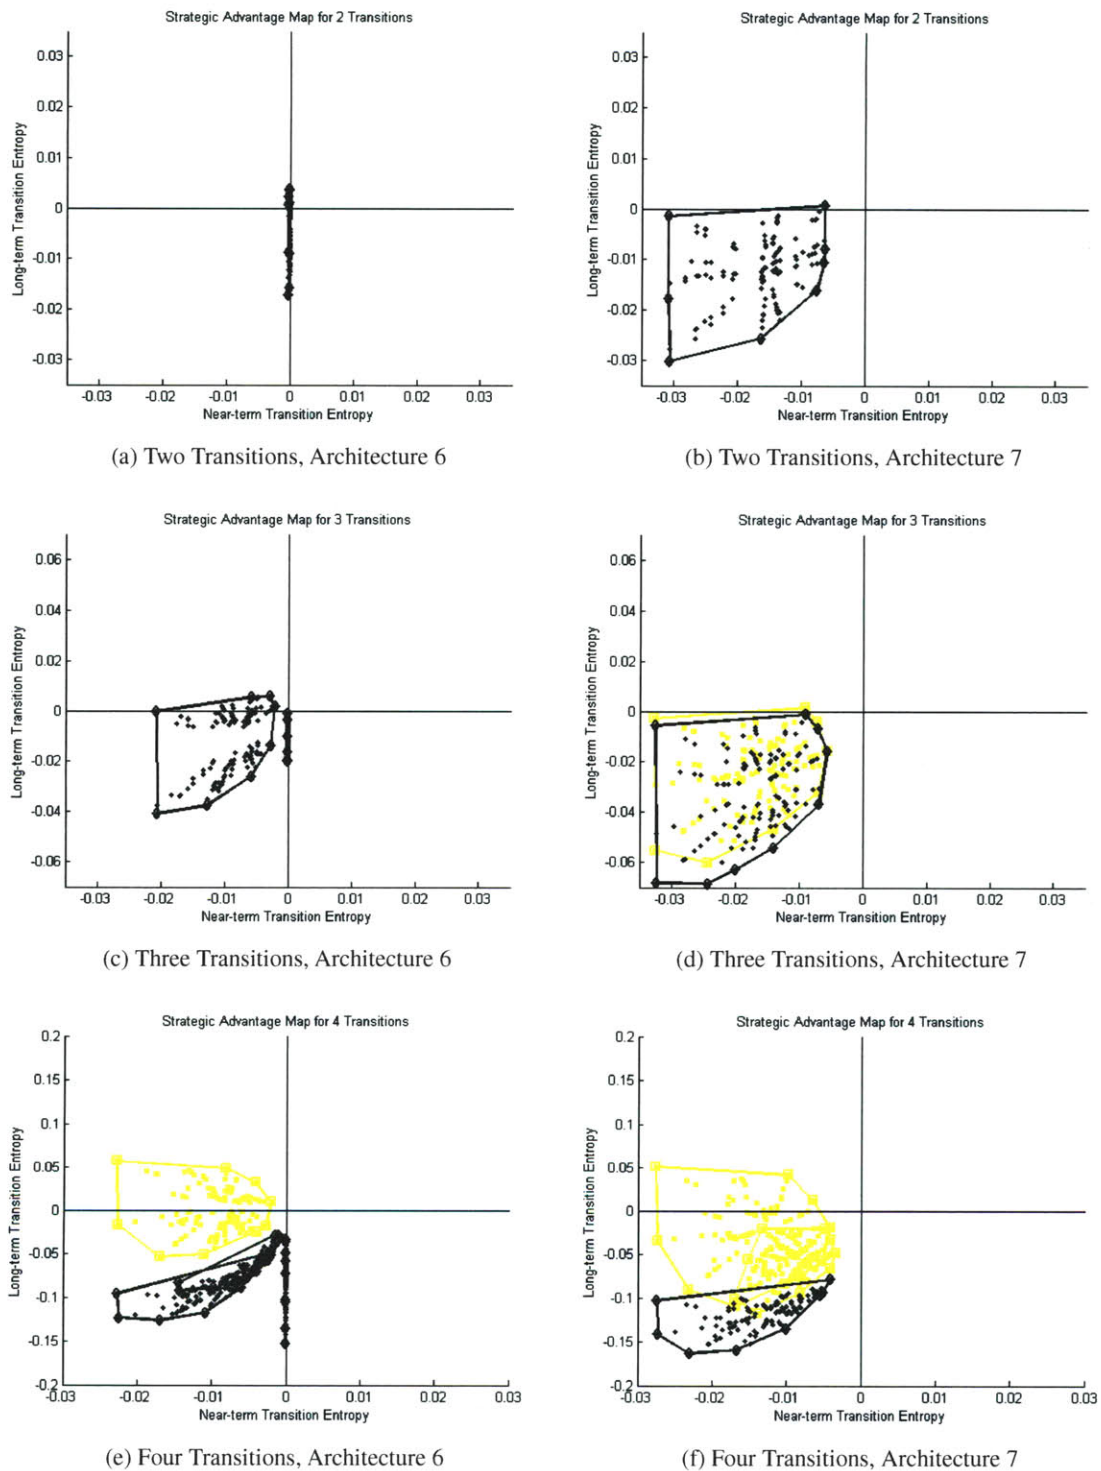 Strategic Advantage Map for 2 Transitions
Long-term Transition Entropy
0.03
0.02
0.01
0
-0.01
-0.02
-0.03
-0.03 -0.02 -0.01 0 0.01 0.02 0.03
Near-term Transition Entropy
(a) Two Transitions, Architecture 6
Strategic Advantage Map for 2 Transitions
Long-term Transition Entropy
0.03
0.02
0.01
0
-0.01
-0.02
-0.03
-0.03 -0.02 -0.01 0 0.01 0.02 0.03
Near-term Transition Entropy
(b) Two Transitions, Architecture 7
Strategic Advantage Map for 3 Transitions
Long-term Transition Entropy
0.06
0.04
0.02
0
-0.02
-0.04
-0.06
-0.03 -0.02 -0.01 0 0.01 0.02 0.03
Near-term Transition Entropy
(c) Three Transitions, Architecture 6
Strategic Advantage Map for 3 Transitions
Long-term Transition Entropy
0.06
0.04
0.02
0
-0.02
-0.04
-0.06
-0.03 -0.02 -0.01 0 0.01 0.02 0.03
Near-term Transition Entropy
(d) Three Transitions, Architecture 7
Strategic Advantage Map for 4 Transitions
Long-term Transition Entropy
0.2
0.15
0.1
0.05
0
-0.05
-0.1
-0.15
-0.2
-0.03 -0.02 -0.01 0 0.01 0.02 0.03
Near-term Transition Entropy
(e) Four Transitions, Architecture 6
Strategic Advantage Map for 4 Transitions
Long-term Transition Entropy
0.2
0.15
0.1
0.05
0
-0.05
-0.1
-0.15
-0.2
-0.03 -0.02 -0.01 0 0.01 0.02 0.03
Near-term Transition Entropy
(f) Four Transitions, Architecture 7